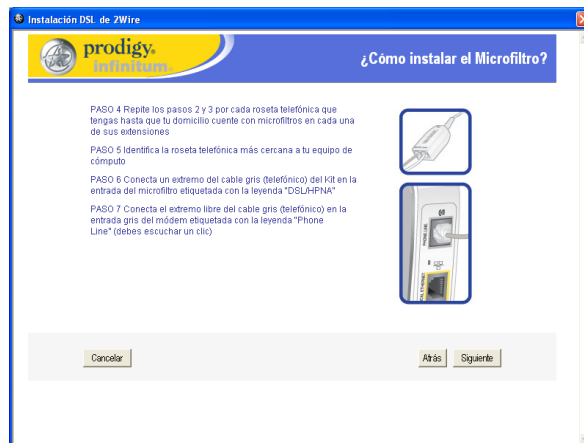 Instalación DSL de 2Wire
prodigy®
infinitum®
¿Cómo instalar el Microfiltro?
PASO 4 Repite los pasos 2 y 3 por cada roseta telefónica que
tengas hasta que tu domicilio cuente con microfiltros en cada una
de sus extensiones
PASO 5 Identifica la roseta telefónica más cercana a tu equipo de
cómputo
PASO 6 Conecta un extremo del cable gris (telefónico) del Kit en la
entrada del microfiltro etiquetada con la leyenda "DSL/HPNA"
PASO 7 Conecta el extremo libre del cable gris (telefónico) en la
entrada gris del módem etiquetada con la leyenda "Phone
Line" (debes escuchar un clic)
PHONE LINE
ETHERNET
Cancelar
Atrás
Siguiente